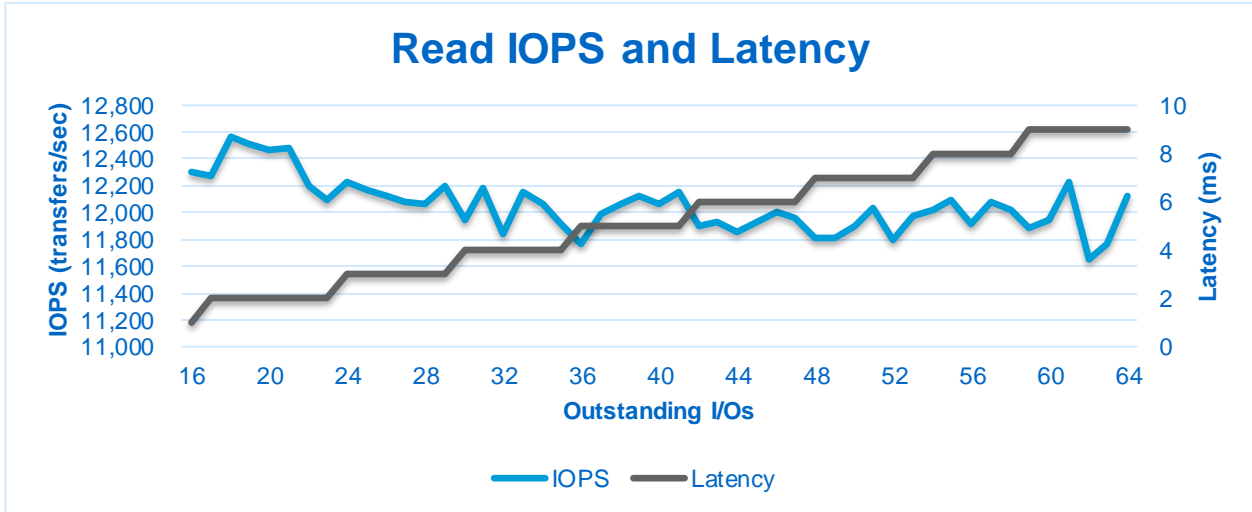 Read IOPS and Latency
IOPS (transfers/sec)
12,800
12,600
12,400
12,200
12,000
11,800
11,600
11,400
11,200
11,000
10
8
6
4
2
0
Latency (ms)
16 20 24 28 32 36 40 44 48 52 56 60 64
Outstanding I/Os
IOPS Latency